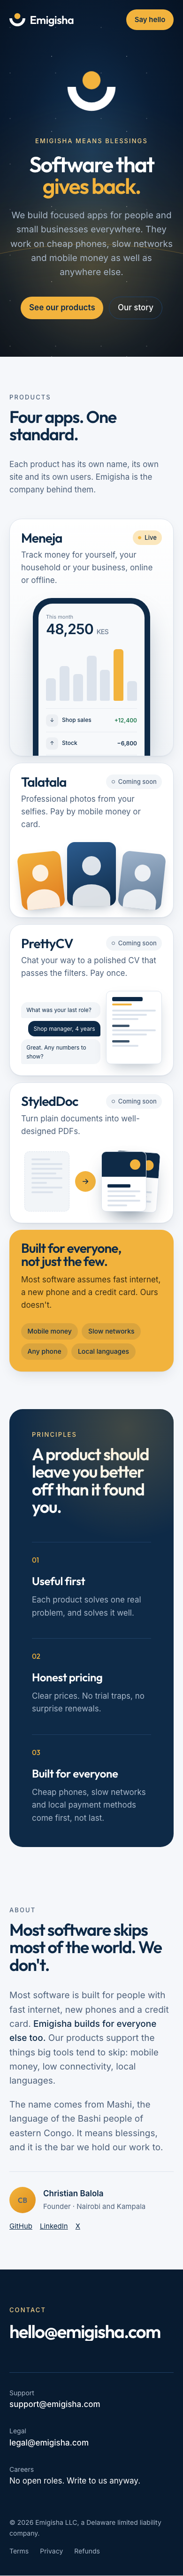 Emigisha
Say hello
EMIGISHA MEANS BLESSINGS
Software that
gives back.
We build focused apps for people and
small businesses everywhere. They
work on cheap phones, slow networks
and mobile money as well as
anywhere else.
See our products
Our story
PRODUCTS
Four apps. One
standard.
Each product has its own name, its own
site and its own users. Emigisha is the
company behind them.
Meneja
Live
Track money for yourself, your
household or your business, online
or offline.
This month
48,250 KES
↓ Shop sales +12,400
↑ Stock −6,800
Talatala
Coming soon
Professional photos from your
selfies. Pay by mobile money or
card.
PrettyCV
Coming soon
Chat your way to a polished CV that
passes the filters. Pay once.
What was your last role?
Shop manager, 4 years
Great. Any numbers to
show?
StyledDoc
Coming soon
Turn plain documents into well-
designed PDFs.
Built for everyone,
not just the few.
Most software assumes fast internet,
a new phone and a credit card. Ours
doesn't.
Mobile money
Slow networks
Any phone
Local languages
PRINCIPLES
A product should
leave you better
off than it found
you.
01
Useful first
Each product solves one real
problem, and solves it well.
02
Honest pricing
Clear prices. No trial traps, no
surprise renewals.
03
Built for everyone
Cheap phones, slow networks
and local payment methods
come first, not last.
ABOUT
Most software skips
most of the world. We
don't.
Most software is built for people with
fast internet, new phones and a credit
card. Emigisha builds for everyone
else too. Our products support the
things big tools tend to skip: mobile
money, low connectivity, local
languages.
The name comes from Mashi, the
language of the Bashi people of
eastern Congo. It means blessings,
and it is the bar we hold our work to.
CB
Christian Balola
Founder · Nairobi and Kampala
GitHub LinkedIn X
CONTACT
hello@emigisha.com
Support
support@emigisha.com
Legal
legal@emigisha.com
Careers
No open roles. Write to us anyway.
© 2026 Emigisha LLC, a Delaware limited liability
company.
Terms Privacy Refunds